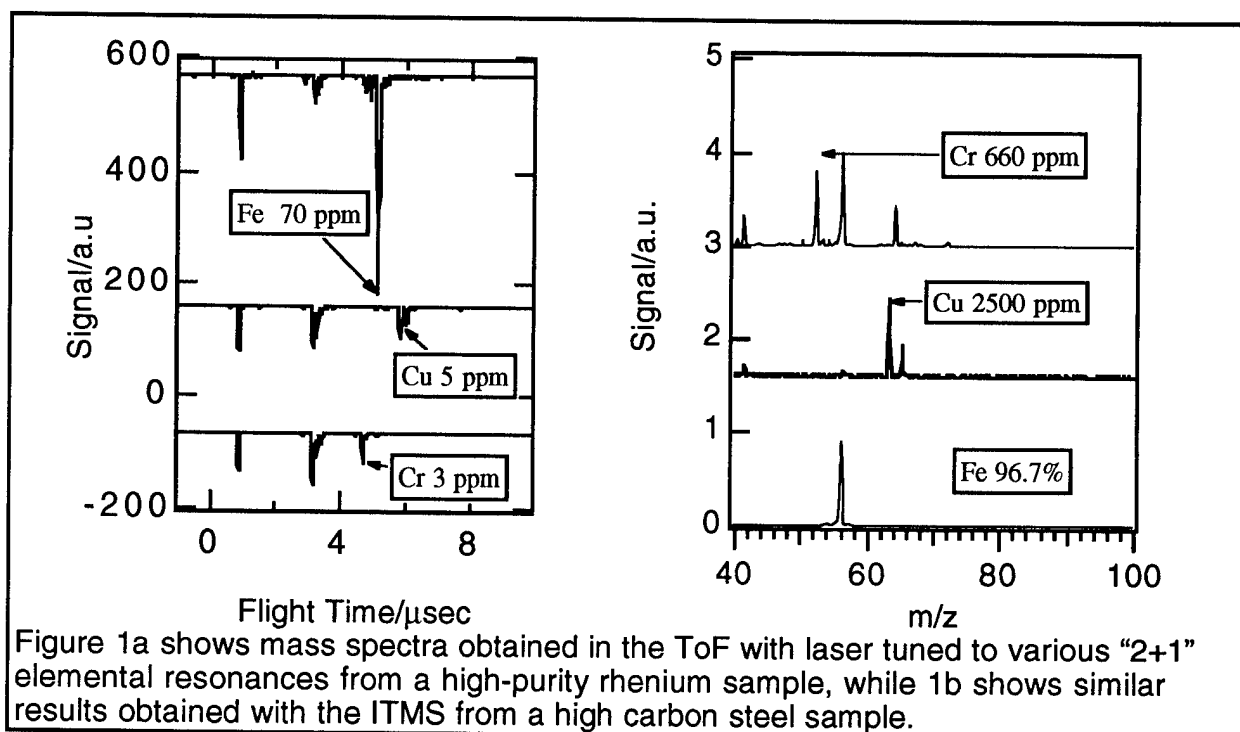 600
400
200
0
-200
Signal/a.u
Fe 70 ppm
Cu 5 ppm
Cr 3 ppm
0 4 8
Flight Time/μsec
5
4
3
2
1
0
Signal/a.u.
Cr 660 ppm
Cu 2500 ppm
Fe 96.7%
40 60 80 100
m/z
Figure 1a shows mass spectra obtained in the ToF with laser tuned to various “2+1”
elemental resonances from a high-purity rhenium sample, while 1b shows similar
results obtained with the ITMS from a high carbon steel sample.